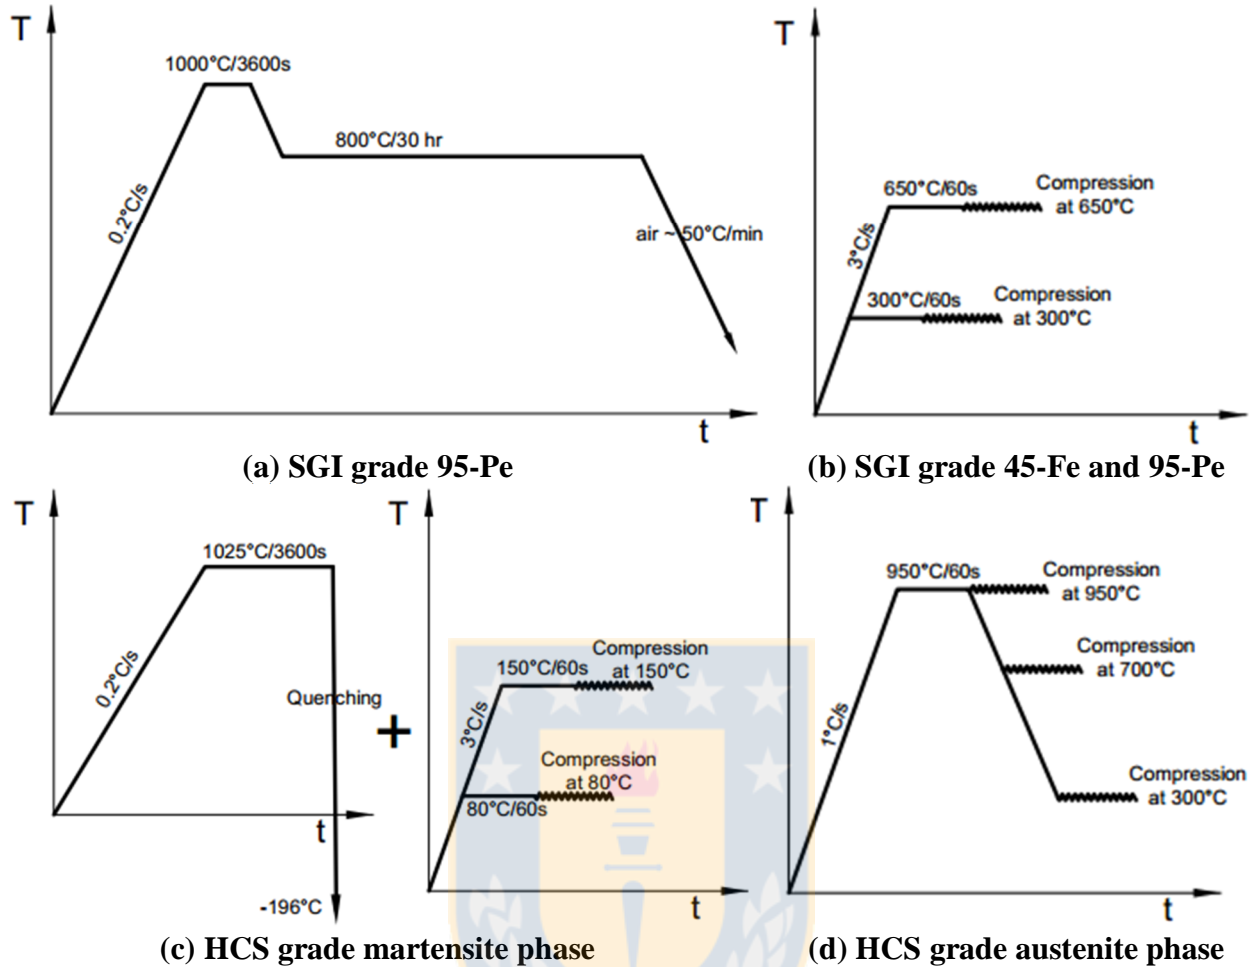 T
1000°C/3600s
800°C/30 hr
0.2°C/s
air ~ 50°C/min
t
(a) SGI grade 95-Pe
T
650°C/60s
Compression
at 650°C
3°C/s
300°C/60s
Compression
at 300°C
t
(b) SGI grade 45-Fe and 95-Pe
T
1025°C/3600s
0.2°C/s
Quenching
t
-196°C
+
T
150°C/60s
Compression
at 150°C
3°C/s
Compression
at 80°C
80°C/60s
t
(c) HCS grade martensite phase
T
950°C/60s
Compression
at 950°C
Compression
at 700°C
1°C/s
Compression
at 300°C
t
(d) HCS grade austenite phase